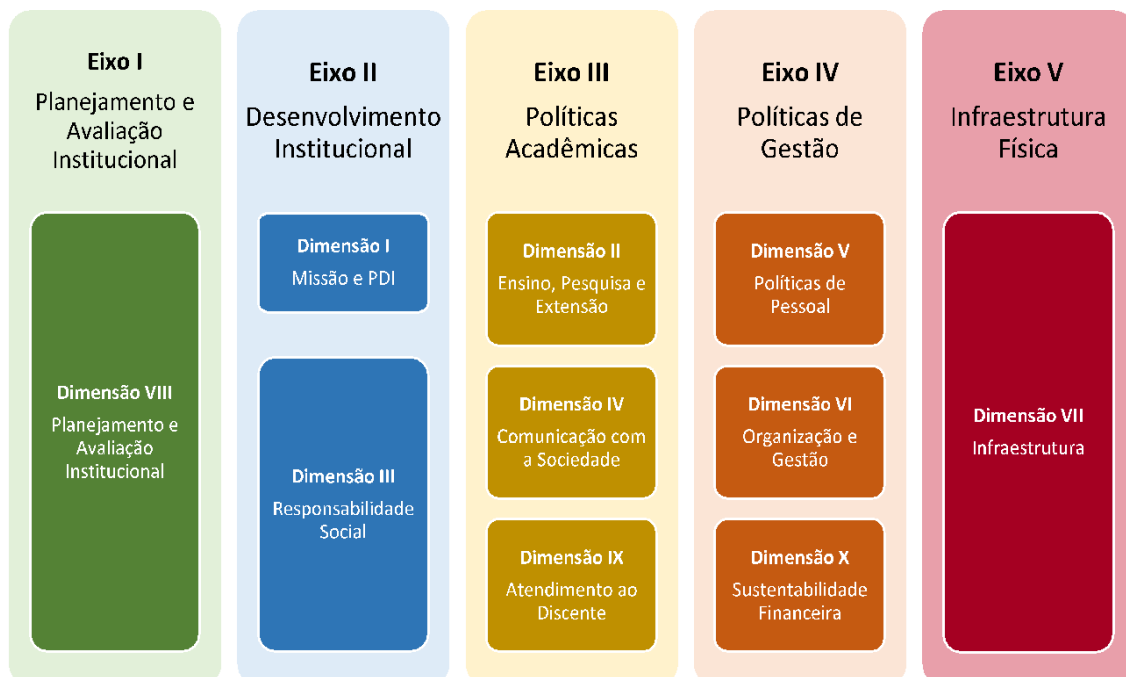 Eixo I
Planejamento e
Avaliação
Institucional
Dimensão VIII
Planejamento e
Avaliação
Institucional
Eixo II
Desenvolvimento
Institucional
Dimensão I
Missão e PDI
Dimensão III
Responsabilidade
Social
Eixo III
Políticas
Acadêmicas
Dimensão II
Ensino, Pesquisa e
Extensão
Dimensão IV
Comunicação com
a Sociedade
Dimensão IX
Atendimento ao
Discente
Eixo IV
Políticas de
Gestão
Dimensão V
Políticas de
Pessoal
Dimensão VI
Organização e
Gestão
Dimensão X
Sustentabilidade
Financeira
Eixo V
Infraestrutura
Física
Dimensão VII
Infraestrutura